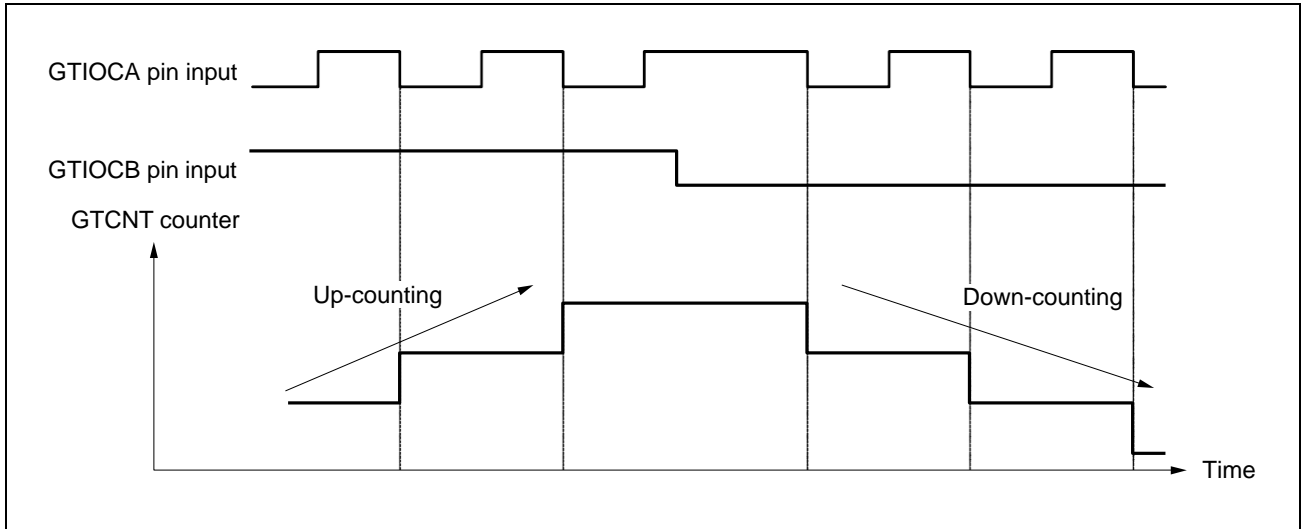 GTIOCA pin input
GTIOCB pin input
GTCNT counter
Up-counting
Down-counting
Time